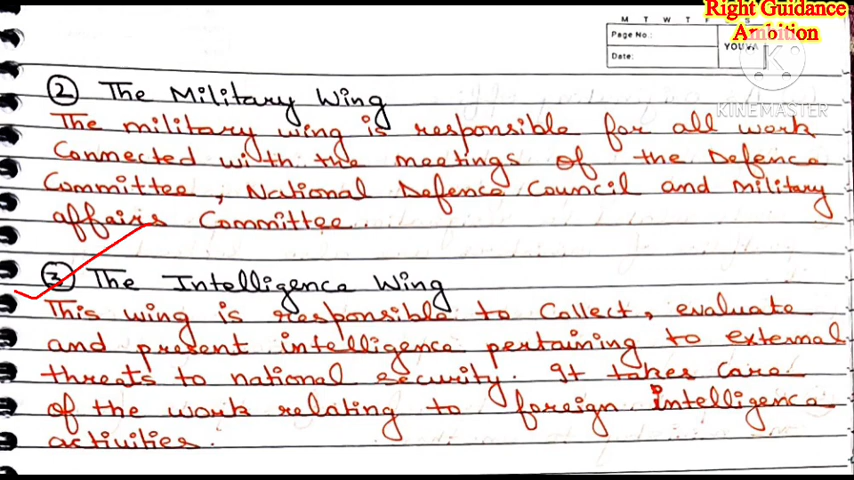 Right Guidance
Ambition
M T W T F S
Page No.:
Date:
YOUVA
K
KINEMASTER
② The Military Wing
The military wing is responsible for all work
Connected with the meetings of the Defence
Committee, National Defence Council and Military
affairs Committee.
③ The Intelligence Wing
This wing is responsible to Collect, evaluate
and present intelligence pertaining to external
threats to national security. It takes care
of the work relating to foreign intelligence
activities.